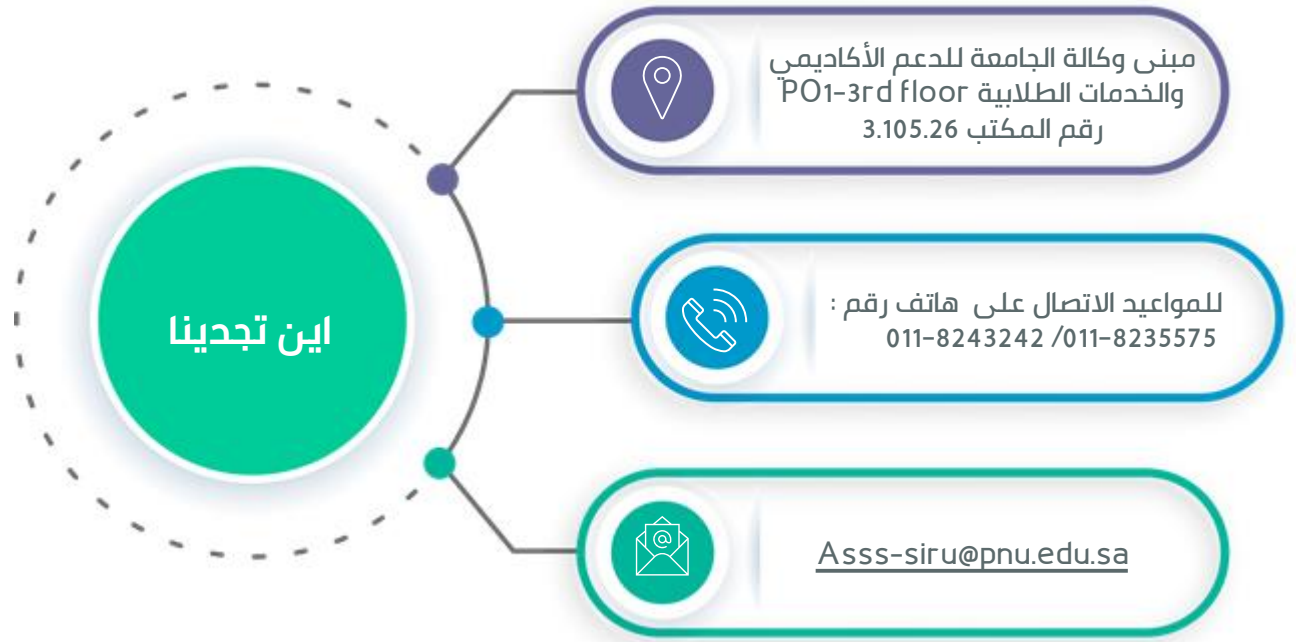 اين تجدينا
مبنى وكالة الجامعة للدعم الأكاديمي
والخدمات الطلابية PO1-3rd floor
رقم المكتب 3.105.26
للمواعيد الاتصال على هاتف رقم :
011-8243242 /011-8235575
Asss-siru@pnu.edu.sa